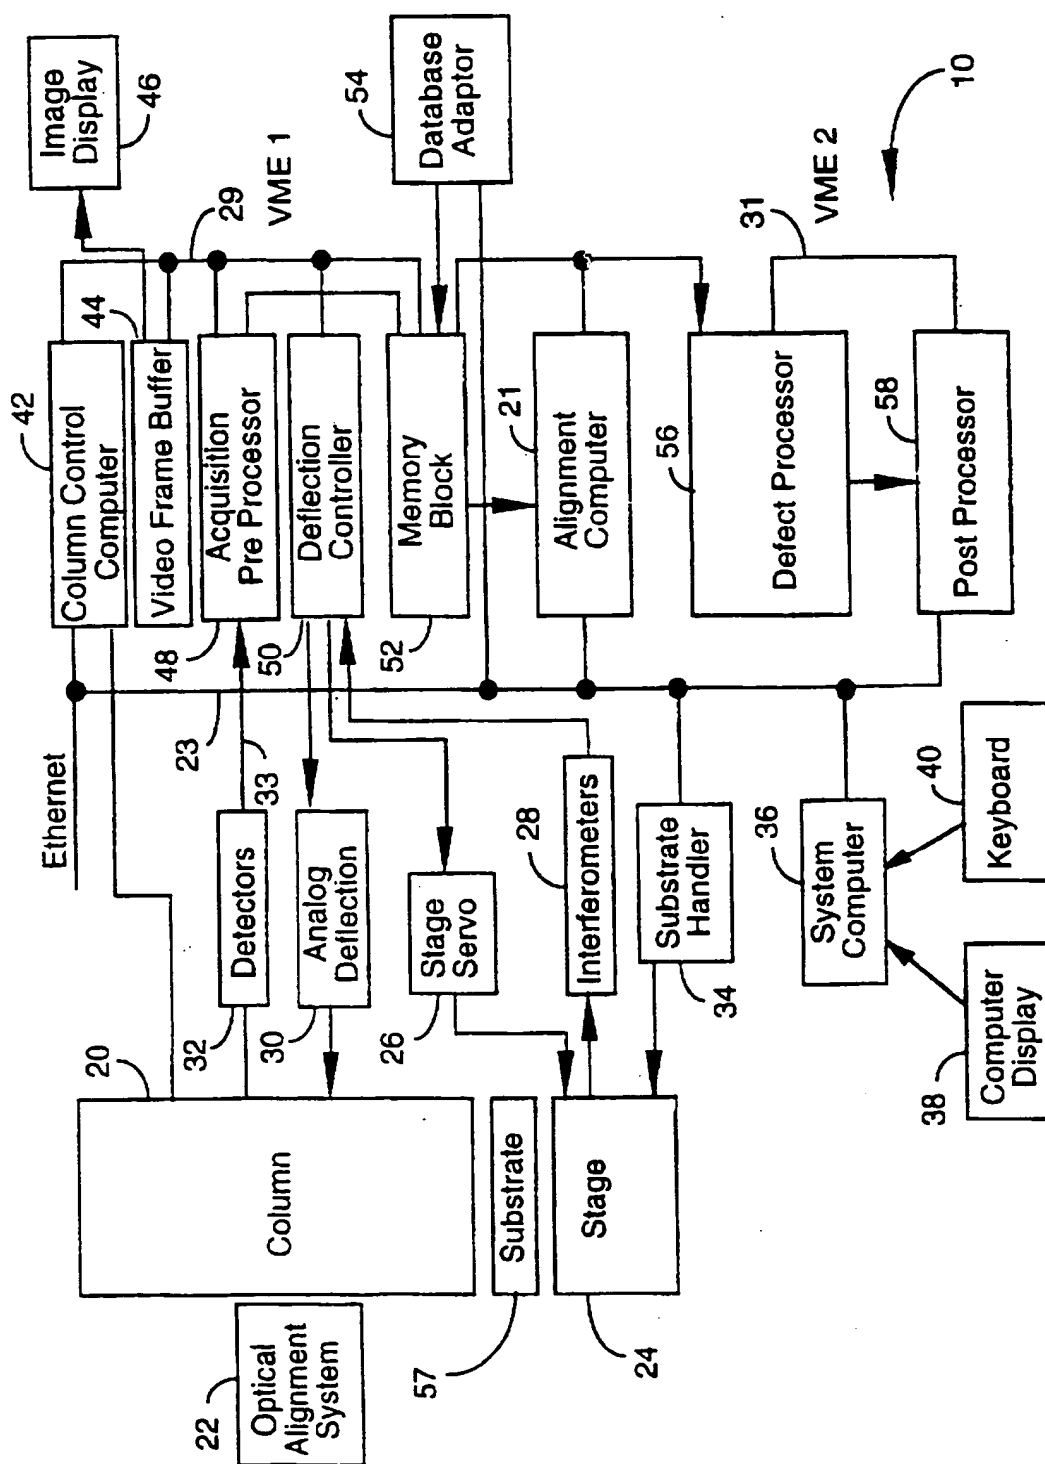 22
Optical
Alignment
System
20
Column
57
Substrate
Stage
24
Ethernet
32
Detectors
33
23
30
Analog
Deflection
26
Stage
Servo
28
Interferometers
Substrate
Handler
34
36
System
Computer
38
Computer
Display
40
Keyboard
42
Column Control
Computer
44
Video Frame Buffer
48
Acquisition
Pre Processor
50
Deflection
Controller
52
Memory
Block
21
Alignment
Computer
56
Defect Processor
58
Post Processor
Image
Display
46
29
VME 1
54
Database
Adaptor
31
VME 2
10